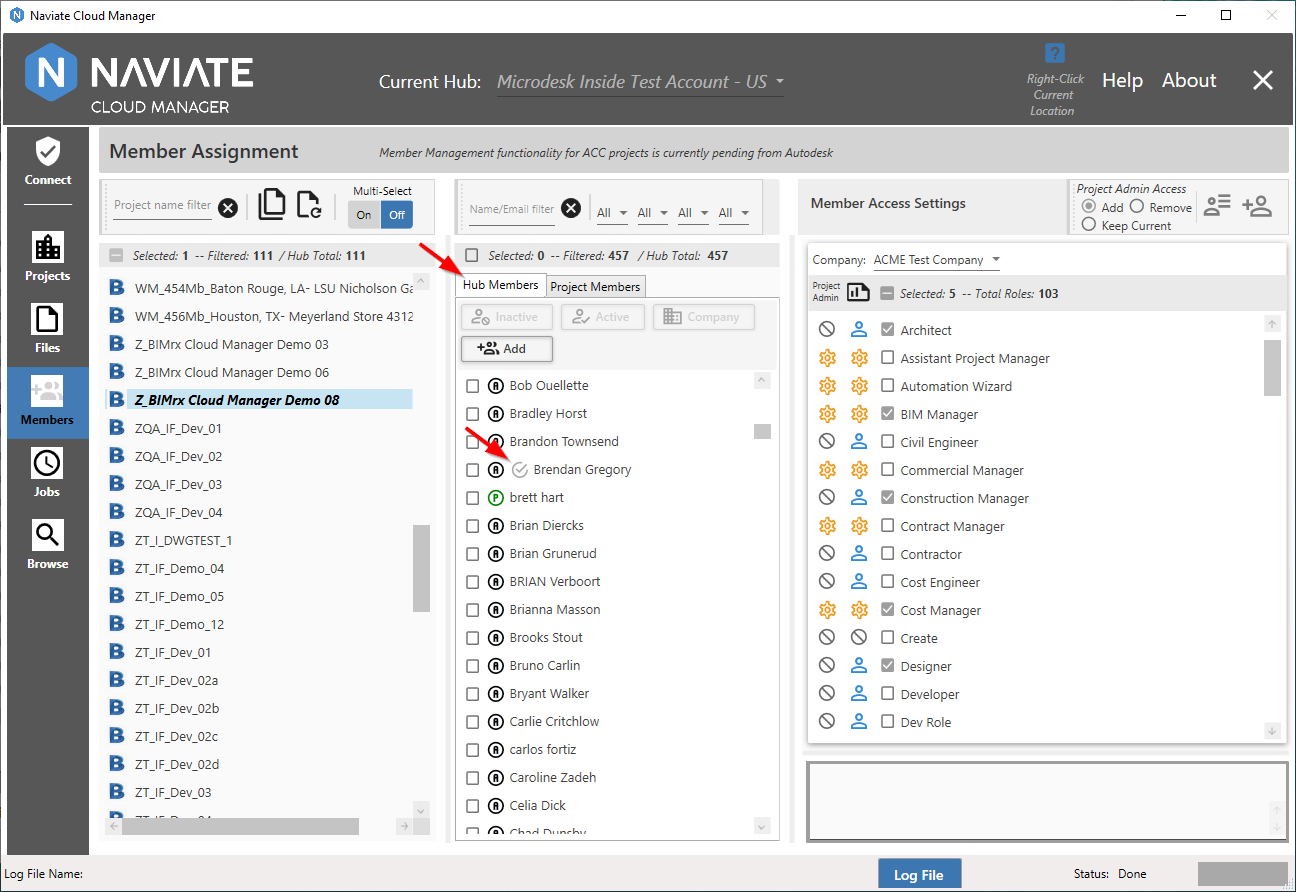 Naviate Cloud Manager
NAVIATE
CLOUD MANAGER
Current Hub: Microdesk Inside Test Account - US
?
Right-Click
Current
Location
Help
About
Connect
Projects
Files
Members
Jobs
Browse
Member Assignment
Member Management functionality for ACC projects is currently pending from Autodesk
Project name filter
Multi-Select
On
Off
Selected: 1 -- Filtered: 111 / Hub Total: 111
WM_454Mb_Baton Rouge, LA- LSU Nicholson Ga
WM_456Mb_Houston, TX- Meyerland Store 4312
Z_BIMrx Cloud Manager Demo 03
Z_BIMrx Cloud Manager Demo 06
Z_BIMrx Cloud Manager Demo 08
ZQA_IF_Dev_01
ZQA_IF_Dev_02
ZQA_IF_Dev_03
ZQA_IF_Dev_04
ZT_I_DWGTEST_1
ZT_IF_Demo_04
ZT_IF_Demo_05
ZT_IF_Demo_12
ZT_IF_Dev_01
ZT_IF_Dev_02a
ZT_IF_Dev_02b
ZT_IF_Dev_02c
ZT_IF_Dev_02d
ZT_IF_Dev_03
Name/Email filter
All
All
All
All
Selected: 0 -- Filtered: 457 / Hub Total: 457
Hub Members
Project Members
Inactive
Active
Company
Add
Bob Ouellette
Bradley Horst
Brandon Townsend
Brendan Gregory
brett hart
Brian Diercks
Brian Grunerud
BRIAN Verboort
Brianna Masson
Brooks Stout
Bruno Carlin
Bryant Walker
Carlie Critchlow
carlos fortiz
Caroline Zadeh
Celia Dick
Chad Dunsby
Member Access Settings
Project Admin Access
Add
Remove
Keep Current
Company: ACME Test Company
Project
Admin
Selected: 5 -- Total Roles: 103
Architect
Assistant Project Manager
Automation Wizard
BIM Manager
Civil Engineer
Commercial Manager
Construction Manager
Contract Manager
Contractor
Cost Engineer
Cost Manager
Create
Designer
Developer
Dev Role
Log File Name:
Log File
Status: Done